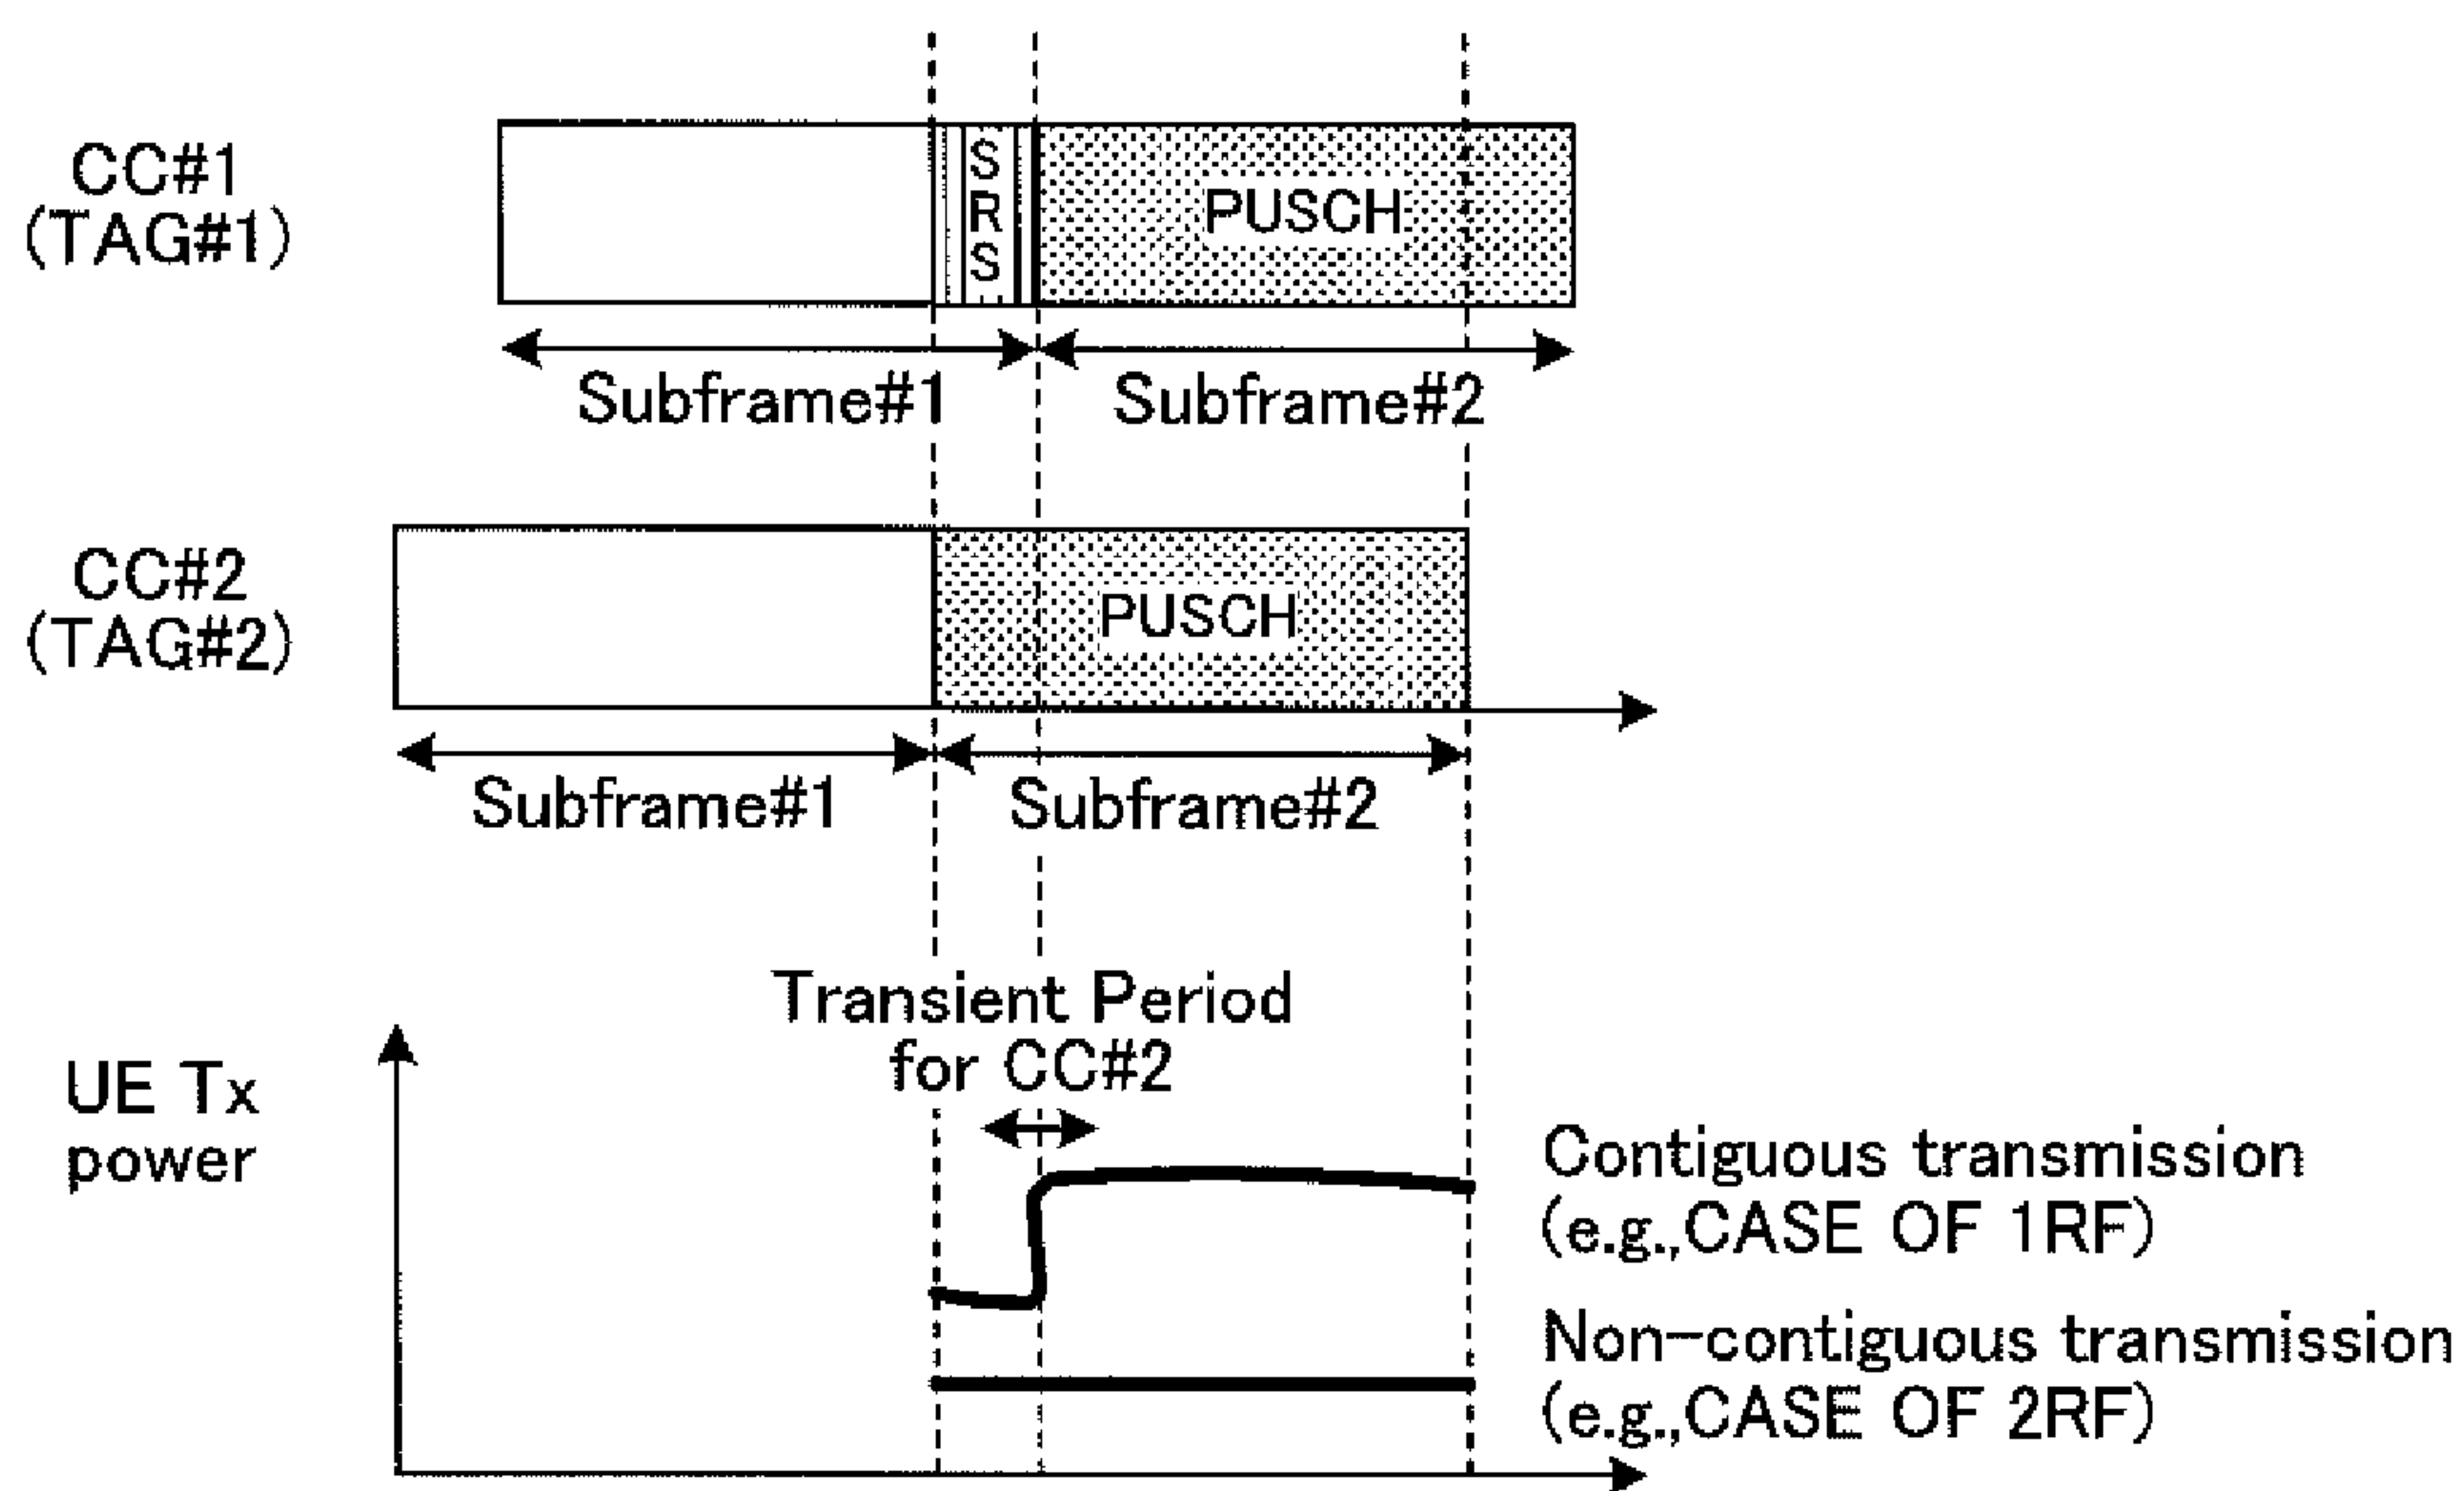 CC#1
(TAG#1)
SRS
PUSCH
Subframe#1
Subframe#2
CC#2
(TAG#2)
PUSCH
Subframe#1
Subframe#2
Transient Period
for CC#2
UE Tx
power
Contiguous transmission
(e.g.,CASE OF 1RF)
Non-contiguous transmission
(e.g.,CASE OF 2RF)